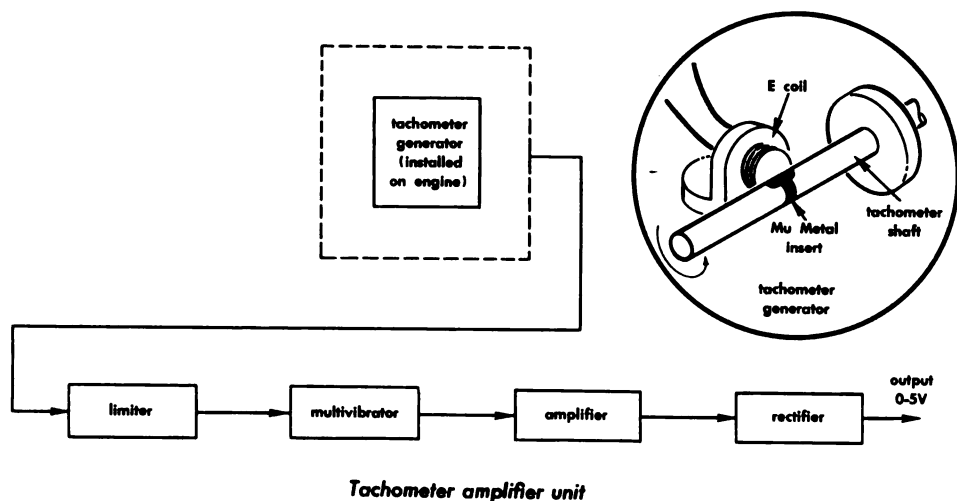 tachometer
generator
(installed
on engine)
E coil
tachometer
shaft
Mu Metal
insert
tachometer
generator
limiter
multivibrator
amplifier
rectifier
output
0-5V
Tachometer amplifier unit